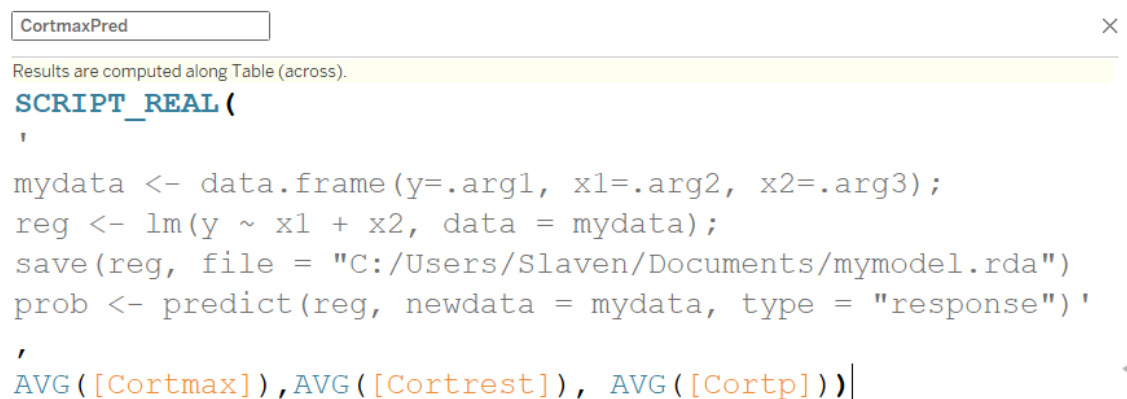 CortmaxPred
Results are computed along Table (across).
SCRIPT_REAL(
'
mydata <- data.frame(y=.arg1, x1=.arg2, x2=.arg3);
reg <- lm(y ~ x1 + x2, data = mydata);
save(reg, file = "C:/Users/Slaven/Documents/mymodel.rda")
prob <- predict(reg, newdata = mydata, type = "response")'
,
AVG([Cortmax]),AVG([Cortrest]), AVG([Cortp]))